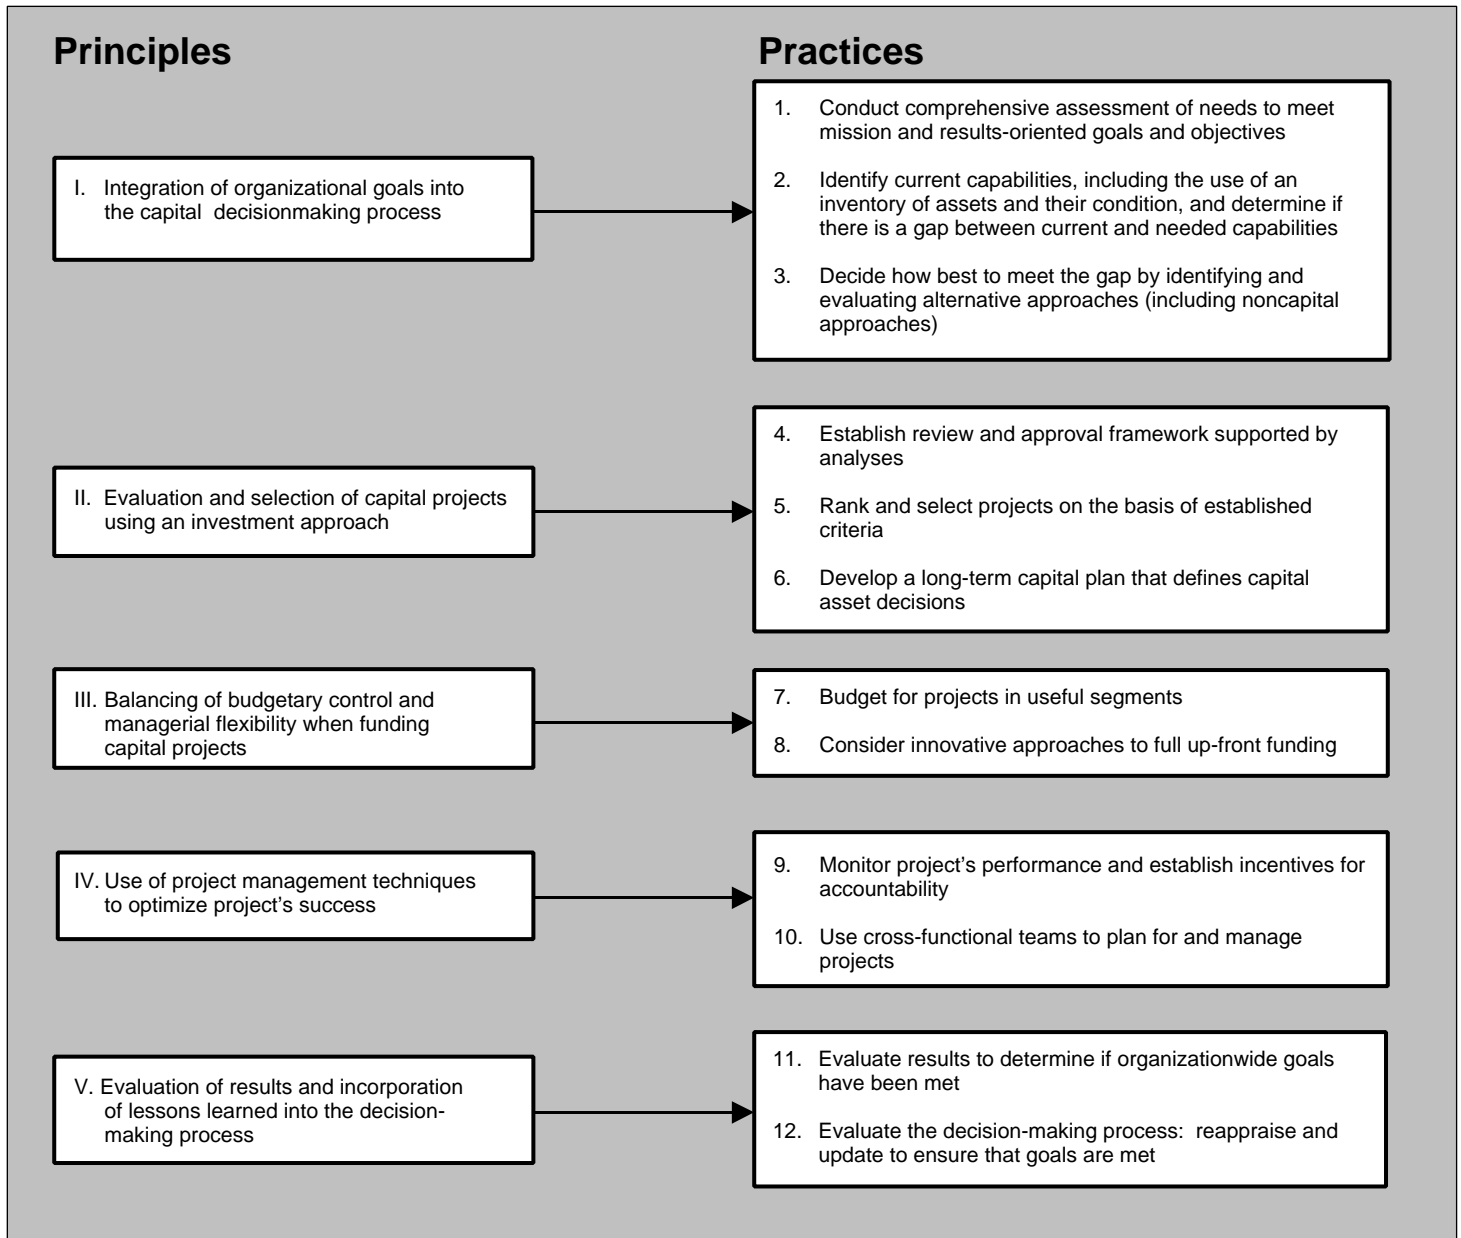 Principles
Practices
I. Integration of organizational goals into
the capital decisionmaking process
1. Conduct comprehensive assessment of needs to meet
mission and results-oriented goals and objectives
2. Identify current capabilities, including the use of an
inventory of assets and their condition, and determine if
there is a gap between current and needed capabilities
3. Decide how best to meet the gap by identifying and
evaluating alternative approaches (including noncapital
approaches)
II. Evaluation and selection of capital projects
using an investment approach
4. Establish review and approval framework supported by
analyses
5. Rank and select projects on the basis of established
criteria
6. Develop a long-term capital plan that defines capital
asset decisions
III. Balancing of budgetary control and
managerial flexibility when funding
capital projects
7. Budget for projects in useful segments
8. Consider innovative approaches to full up-front funding
IV. Use of project management techniques
to optimize project’s success
9. Monitor project’s performance and establish incentives for
accountability
10. Use cross-functional teams to plan for and manage
projects
V. Evaluation of results and incorporation
of lessons learned into the decision-
making process
11. Evaluate results to determine if organizationwide goals
have been met
12. Evaluate the decision-making process: reappraise and
update to ensure that goals are met